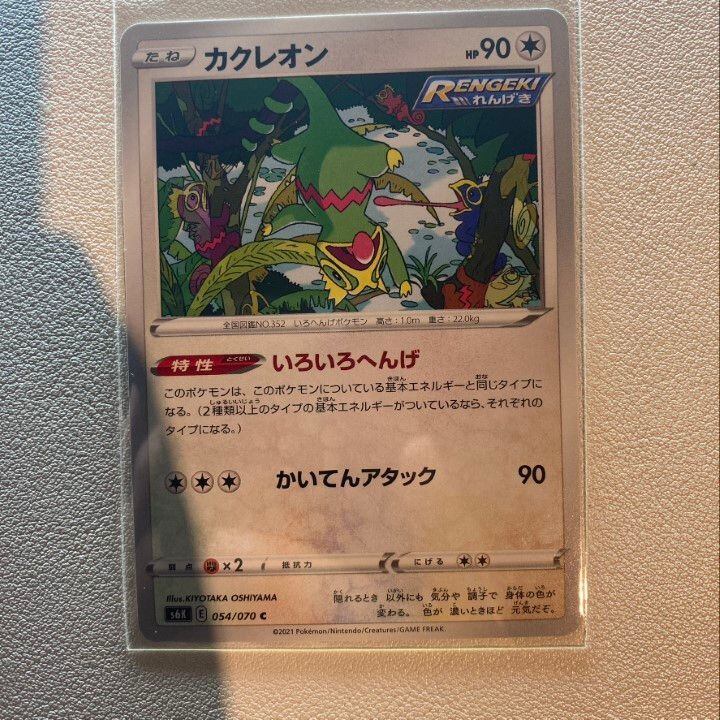 たね カクレオン HP90
RENGEKI
れんげき
全国図鑑NO.352 いろへんげポケモン 高さ：1.0m 重さ：22.0kg
特性 とくせい いろいろへんげ
このポケモンは、このポケモンについている基本エネルギーと同じタイプに
なる。（2種類以上のタイプの基本エネルギーがついているなら、それぞれの
タイプになる。）
かいてんアタック 90
弱点 ×2 抵抗力 にげる
Illus.KIYOTAKA OSHIYAMA
隠れるとき 以外にも 気分や 調子で 身体の色が
変わる。 色が 濃いときほど 元気だぞ。
s6K E 054/070 C
©2021 Pokémon/Nintendo/Creatures/GAME FREAK.